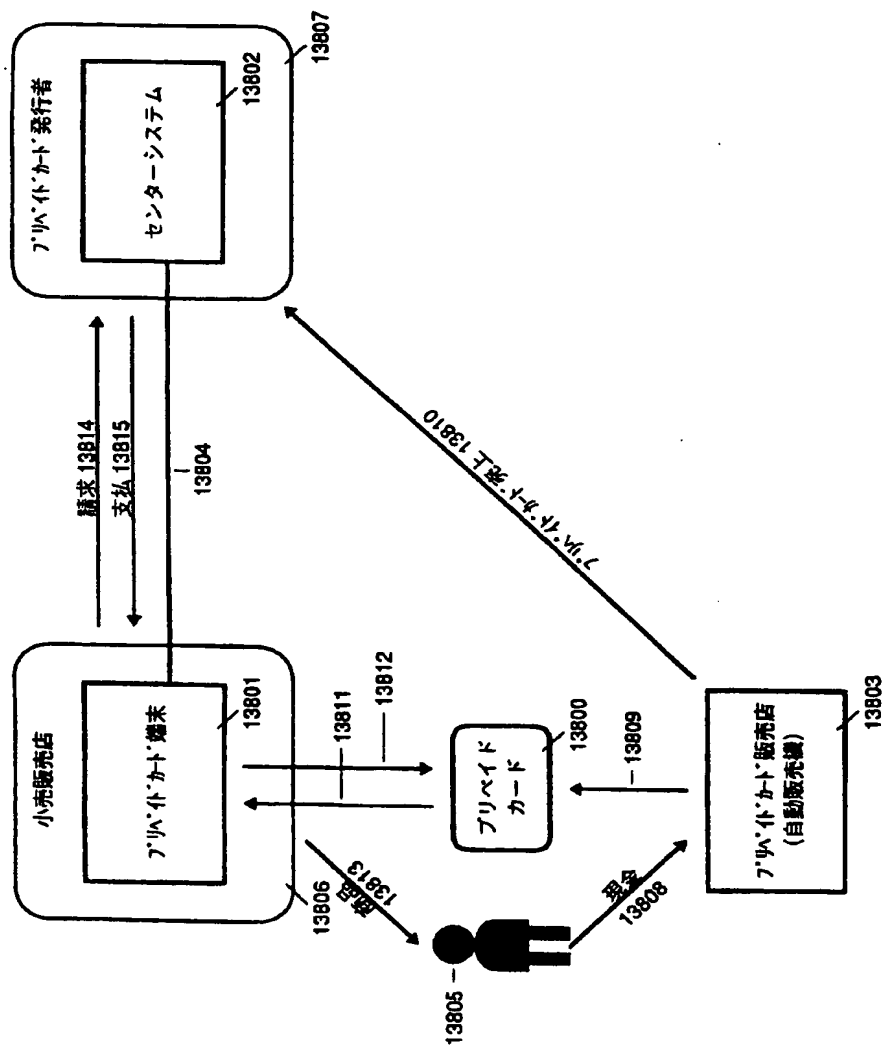 小売販売店
ﾌﾟﾘﾍﾟｲﾄﾞｶｰﾄﾞ端末
13801
13806
請求 13814
支払 13815
13804
ﾌﾟﾘﾍﾟｲﾄﾞｶｰﾄﾞ発行者
センターシステム
13802
13807
商品
13813
13811
13812
13805
プリペイド
カード
13800
現金
13808
13809
ﾌﾟﾘﾍﾟｲﾄﾞｶｰﾄﾞ売上 13810
ﾌﾟﾘﾍﾟｲﾄﾞｶｰﾄﾞ販売店
(自動販売機)
13803